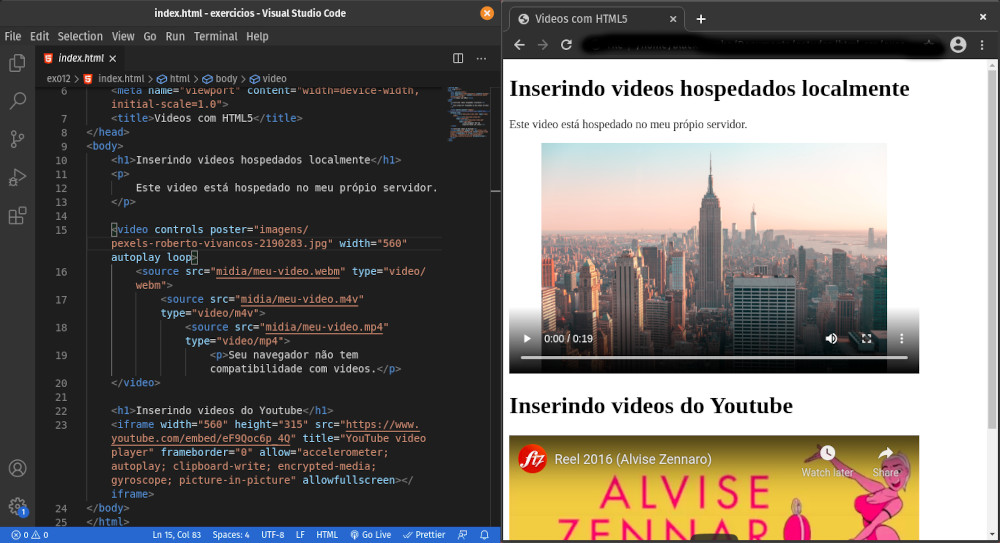 index.html - exercicios - Visual Studio Code
File Edit Selection View Go Run Terminal Help
index.html
ex012 > index.html > html > body > video
6 <meta name="viewport" content="width=device-width,
initial-scale=1.0">
7 <title>Videos com HTML5</title>
8 </head>
9 <body>
10 <h1>Inserindo videos hospedados localmente</h1>
11 <p>
12 Este video está hospedado no meu própio servidor.
13 </p>
14
15 <video controls poster="imagens/
pexels-roberto-vivancos-2190283.jpg" width="560"
autoplay loop>
16 <source src="midia/meu-video.webm" type="video/
webm">
17 <source src="midia/meu-video.m4v"
type="video/m4v">
18 <source src="midia/meu-video.mp4"
type="video/mp4">
19 <p>Seu navegador não tem
compatibilidade com videos.</p>
20 </video>
21
22 <h1>Inserindo videos do Youtube</h1>
23 <iframe width="560" height="315" src="https://www.
youtube.com/embed/eF9Qoc6p_4Q" title="YouTube video
player" frameborder="0" allow="accelerometer;
autoplay; clipboard-write; encrypted-media;
gyroscope; picture-in-picture" allowfullscreen></
iframe>
24 </body>
25 </html>
1
0 0 Ln 15, Col 83 Spaces: 4 UTF-8 LF HTML Go Live Prettier
Videos com HTML5
Inserindo videos hospedados localmente
Este video está hospedado no meu própio servidor.
0:00 / 0:19
Inserindo videos do Youtube
Reel 2016 (Alvise Zennaro)
Watch later
Share
ALVISE
ZENNAR